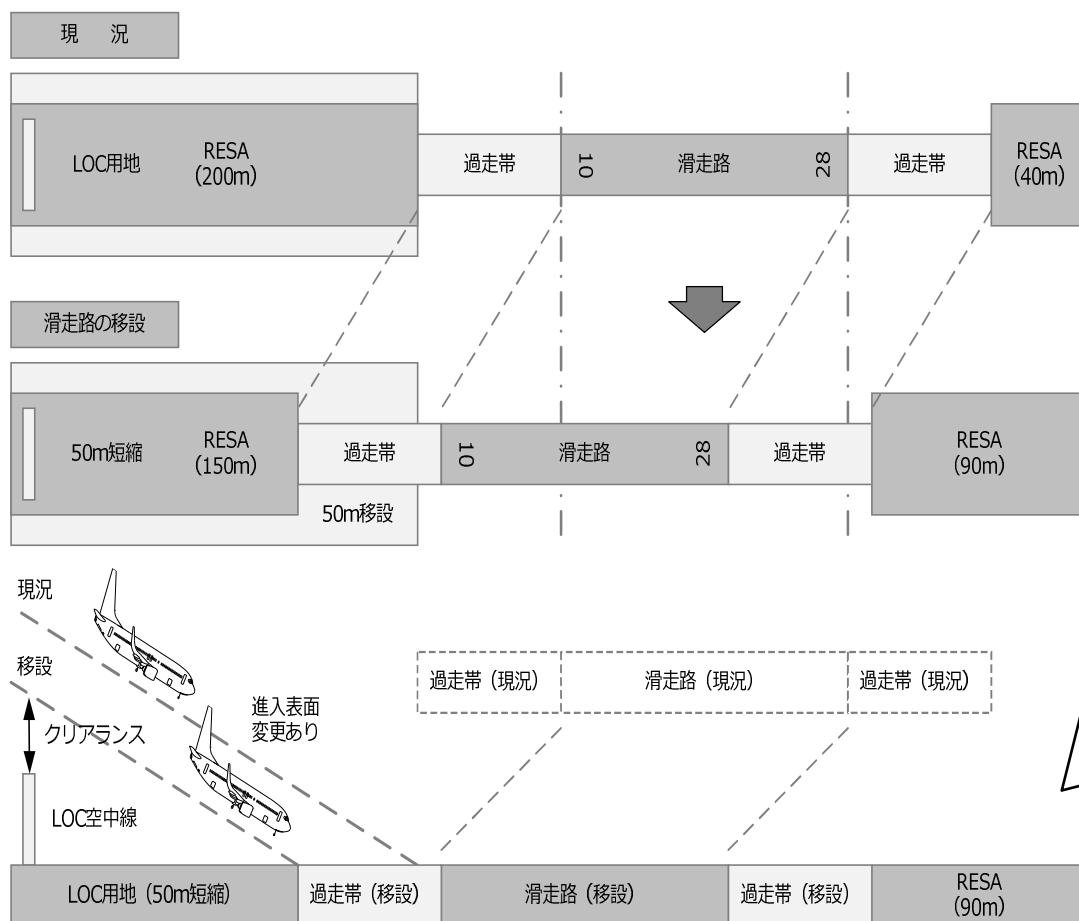 現　況
LOC用地
RESA
(200m)
過走帯
10
滑走路
28
過走帯
RESA
(40m)
滑走路の移設
50m短縮
RESA
(150m)
過走帯
10
滑走路
28
過走帯
RESA
(90m)
50m移設
現況
移設
クリアランス
LOC空中線
進入表面
変更あり
過走帯（現況）
滑走路（現況）
過走帯（現況）
LOC用地（50m短縮）
過走帯（移設）
滑走路（移設）
過走帯（移設）
RESA
(90m)